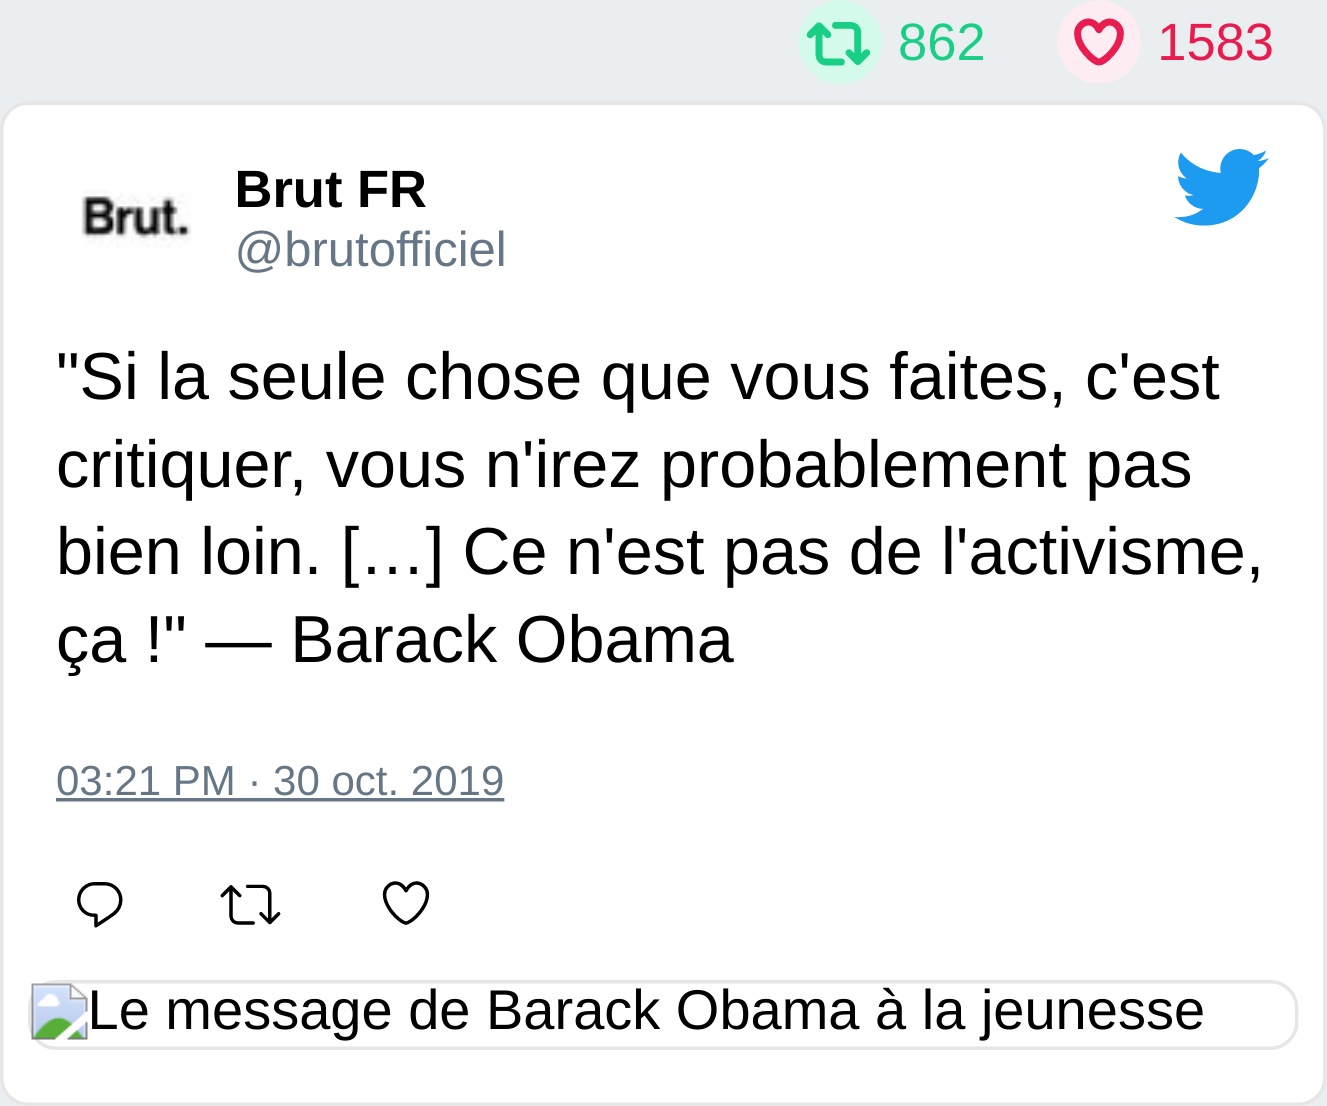 862 1583
Brut.
Brut FR
@brutofficiel
"Si la seule chose que vous faites, c'est
critiquer, vous n'irez probablement pas
bien loin. […] Ce n'est pas de l'activisme,
ça !" — Barack Obama
03:21 PM · 30 oct. 2019
Le message de Barack Obama à la jeunesse